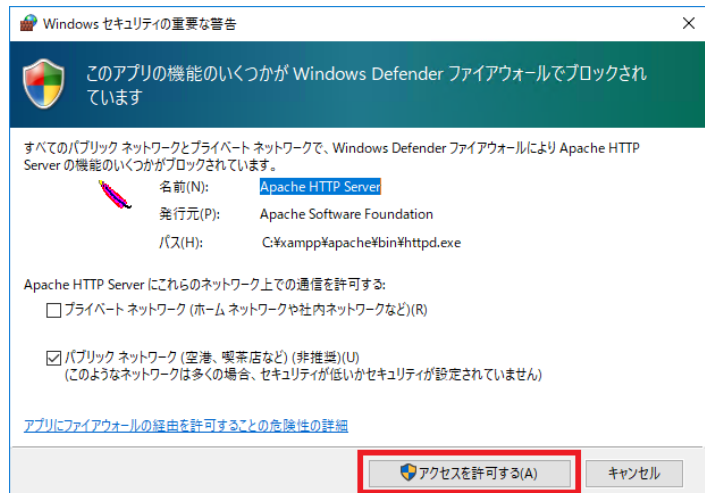 Windows セキュリティの重要な警告
このアプリの機能のいくつかが Windows Defender ファイアウォールでブロックされ
ています
すべてのパブリック ネットワークとプライベート ネットワークで、Windows Defender ファイアウォールにより Apache HTTP
Server の機能のいくつかがブロックされています。
名前(N): Apache HTTP Server
発行元(P): Apache Software Foundation
パス(H): C:¥xampp¥apache¥bin¥httpd.exe
Apache HTTP Server にこれらのネットワーク上での通信を許可する:
プライベート ネットワーク (ホーム ネットワークや社内ネットワークなど)(R)
パブリック ネットワーク (空港、喫茶店など) (非推奨)(U)
(このようなネットワークは多くの場合、セキュリティが低いかセキュリティが設定されていません)
アプリにファイアウォールの経由を許可することの危険性の詳細
アクセスを許可する(A) キャンセル